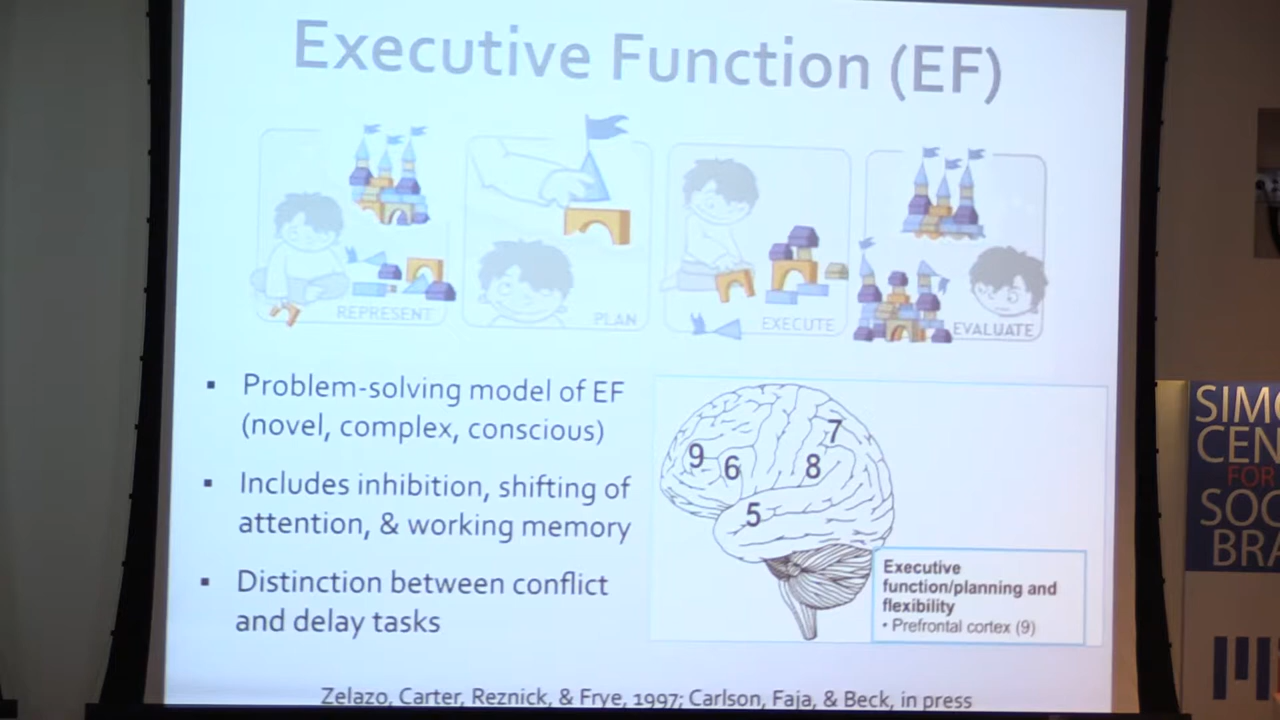 Executive Function (EF)
REPRESENT
PLAN
EXECUTE
EVALUATE
▪ Problem-solving model of EF
(novel, complex, conscious)
▪ Includes inhibition, shifting of
attention, & working memory
▪ Distinction between conflict
and delay tasks
9
6
7
8
5
Executive
function/planning and
flexibility
• Prefrontal cortex (9)
Zelazo, Carter, Reznick, & Frye, 1997; Carlson, Faja, & Beck, in press
SIMO
CEN
FOR
SOC
BRA